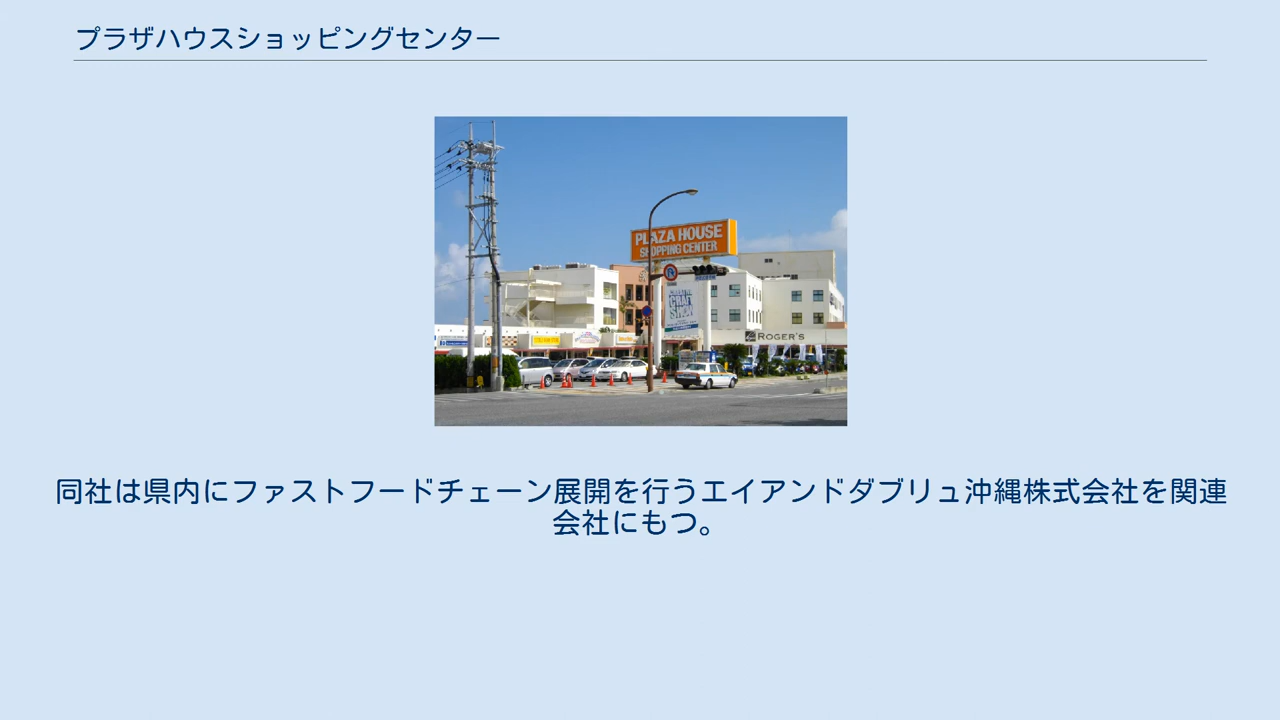 プラザハウスショッピングセンター
PLAZA HOUSE
SHOPPING CENTER
CRAFT
ROGER'S
同社は県内にファストフードチェーン展開を行うエイアンドダブリュ沖縄株式会社を関連
会社にもつ。